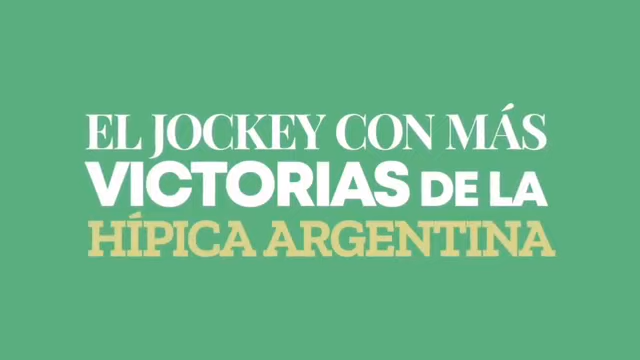 EL JOCKEY CON MÁS
VICTORIAS DE LA
HÍPICA ARGENTINA